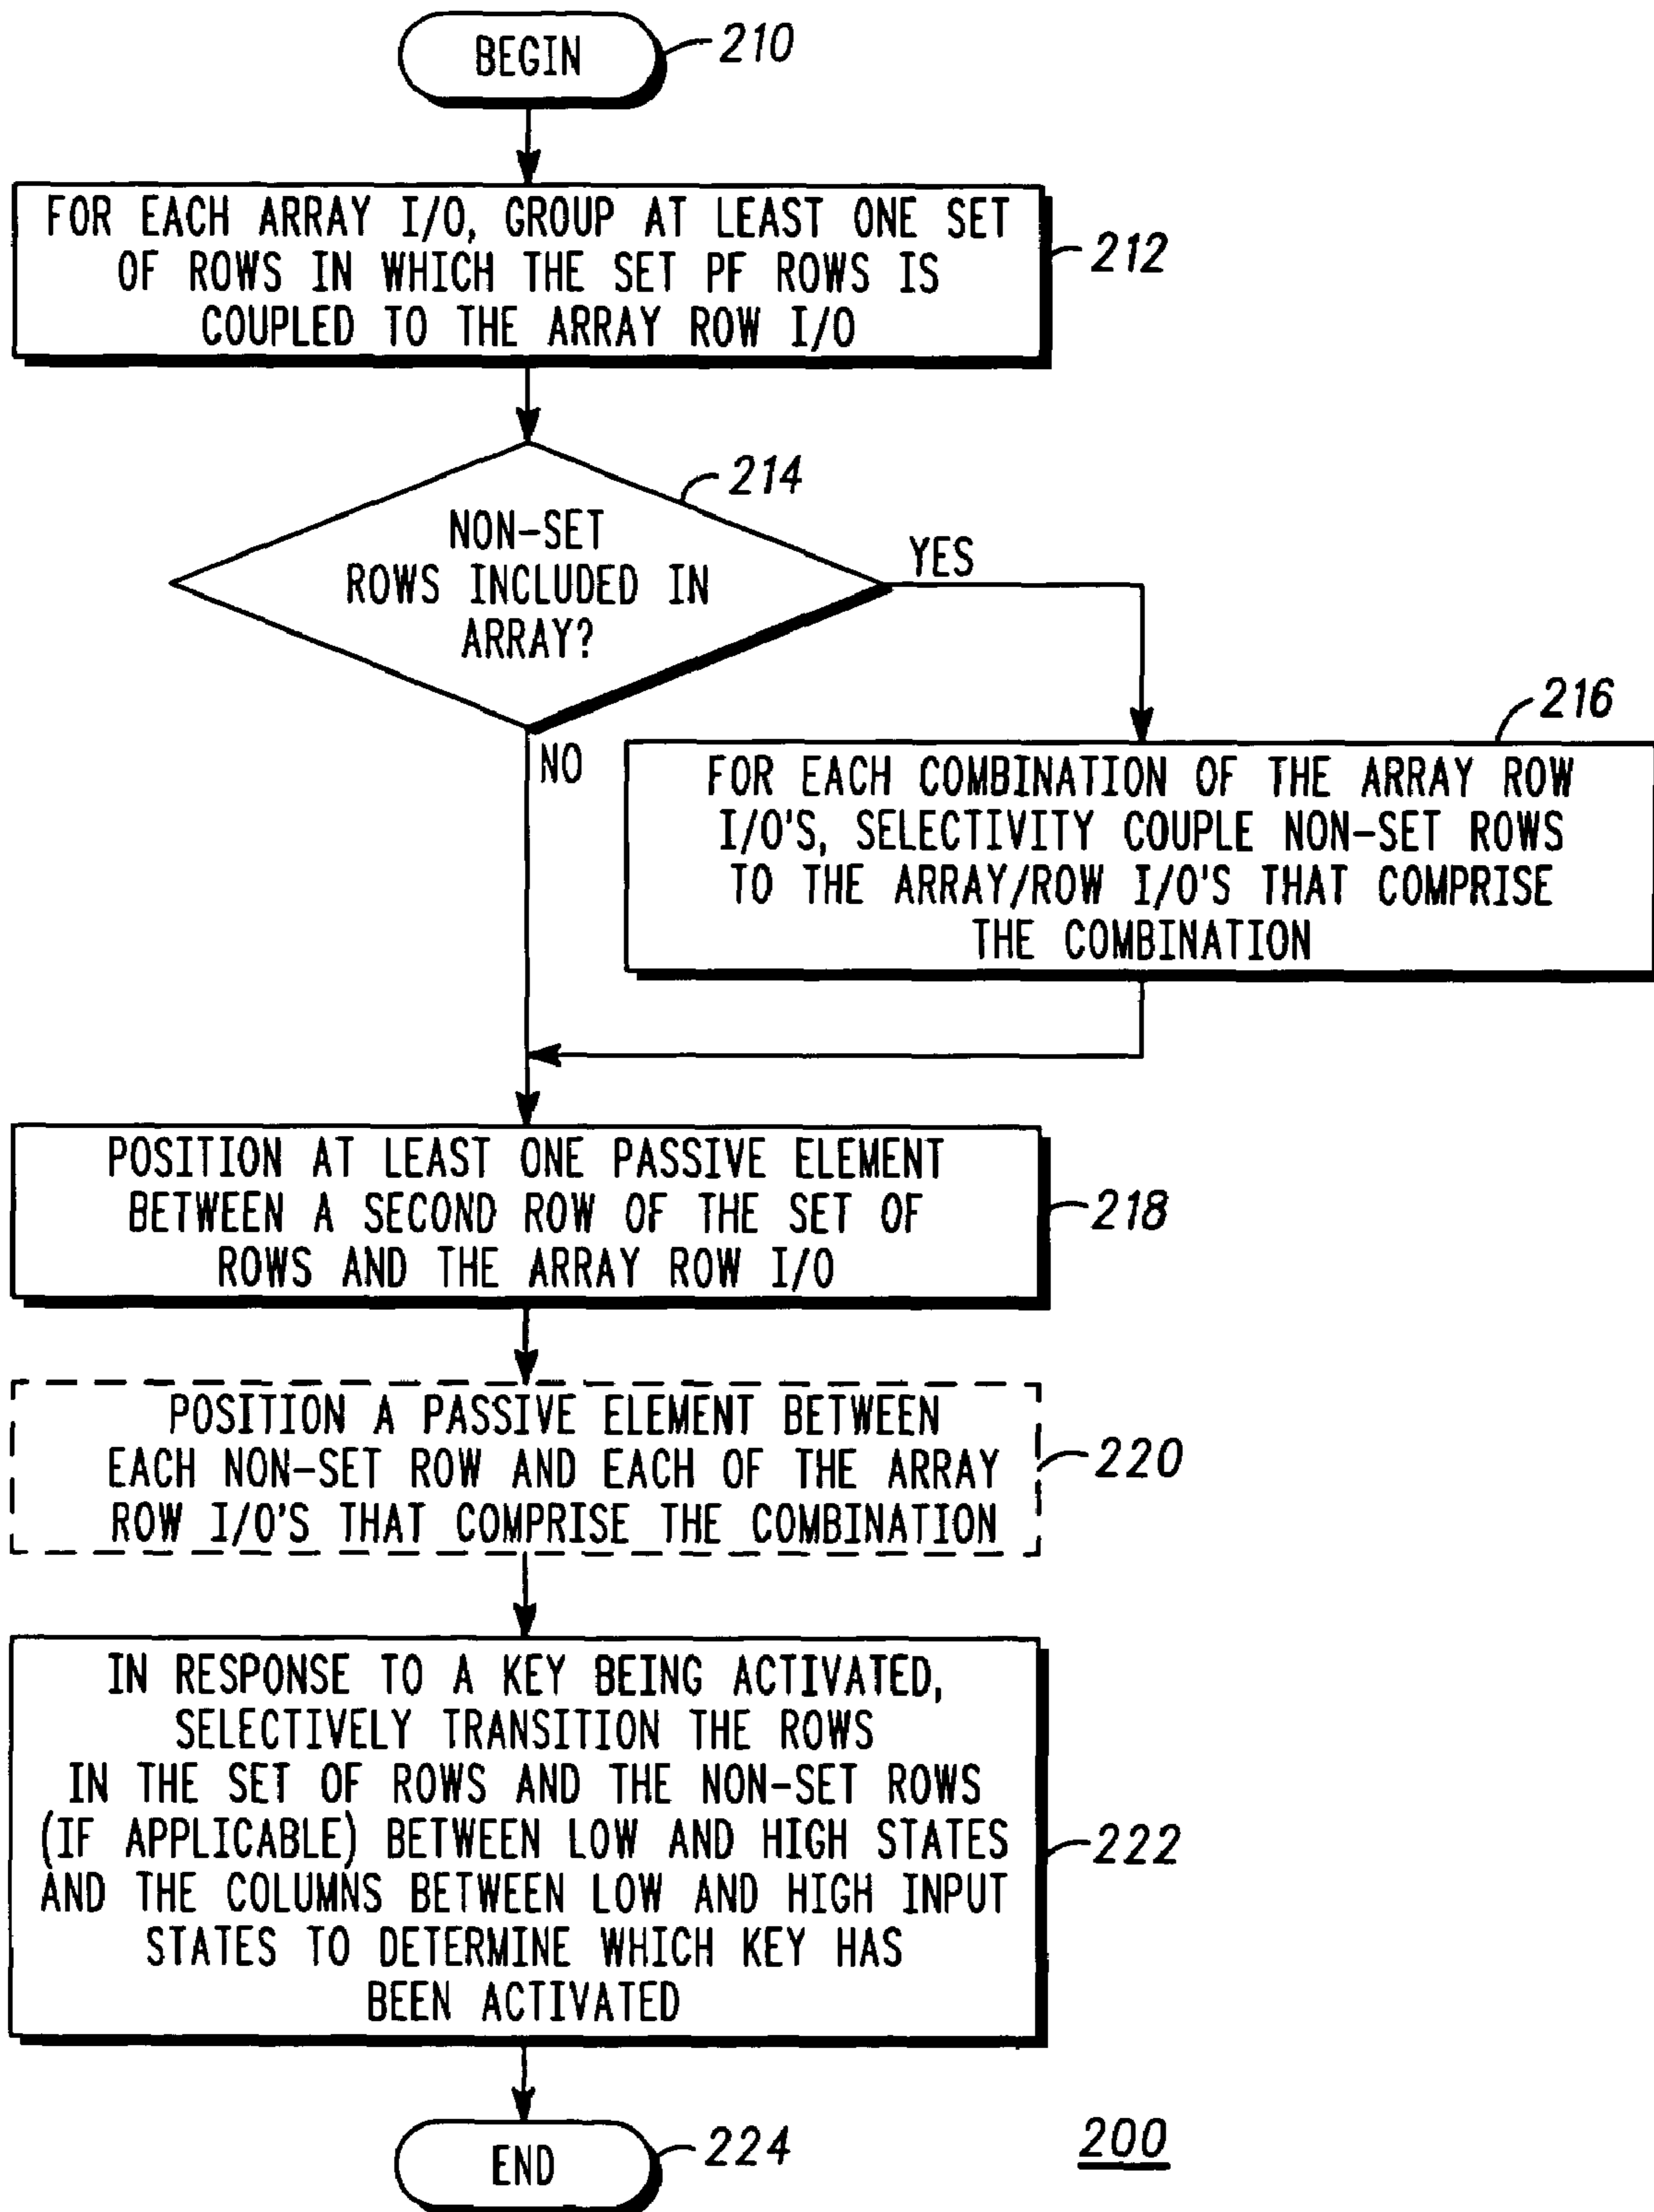 BEGIN
210
FOR EACH ARRAY I/O, GROUP AT LEAST ONE SET
OF ROWS IN WHICH THE SET PF ROWS IS
COUPLED TO THE ARRAY ROW I/O
212
214
NON-SET
ROWS INCLUDED IN
ARRAY?
YES
NO
216
FOR EACH COMBINATION OF THE ARRAY ROW
I/O'S, SELECTIVITY COUPLE NON-SET ROWS
TO THE ARRAY/ROW I/O'S THAT COMPRISE
THE COMBINATION
POSITION AT LEAST ONE PASSIVE ELEMENT
BETWEEN A SECOND ROW OF THE SET OF
ROWS AND THE ARRAY ROW I/O
218
POSITION A PASSIVE ELEMENT BETWEEN
EACH NON-SET ROW AND EACH OF THE ARRAY
ROW I/O'S THAT COMPRISE THE COMBINATION
220
IN RESPONSE TO A KEY BEING ACTIVATED,
SELECTIVELY TRANSITION THE ROWS
IN THE SET OF ROWS AND THE NON-SET ROWS
(IF APPLICABLE) BETWEEN LOW AND HIGH STATES
AND THE COLUMNS BETWEEN LOW AND HIGH INPUT
STATES TO DETERMINE WHICH KEY HAS
BEEN ACTIVATED
222
END
224
200